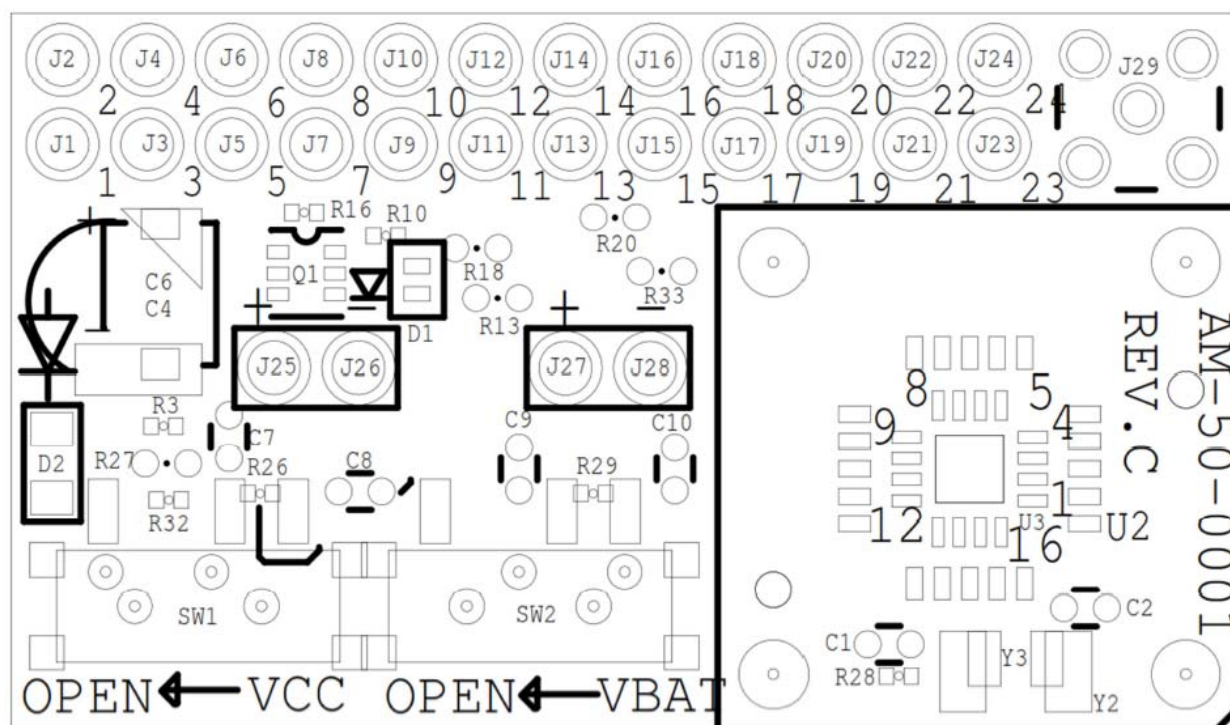 J2 J4 J6 J8 J10 J12 J14 J16 J18 J20 J22 J24 J29
2 4 6 8 10 12 14 16 18 20 22 24
J1 J3 J5 J7 J9 J11 J13 J15 J17 J19 J21 J23
1 3 5 7 9 11 13 15 17 19 21 23
+ R16 R10 R20
C6 Q1 R18 R33
C4 + − D1 R13 + −
−
J25 J26 J27 J28
R3 C7 C9 C10
D2 R27 R26 C8 R29
R32
SW1 SW2
OPEN VCC OPEN VBAT
8 5
9 4
1
12 U3 U2
16
AM-50-0001
REV.C
C1 C2
R28 Y3
Y2